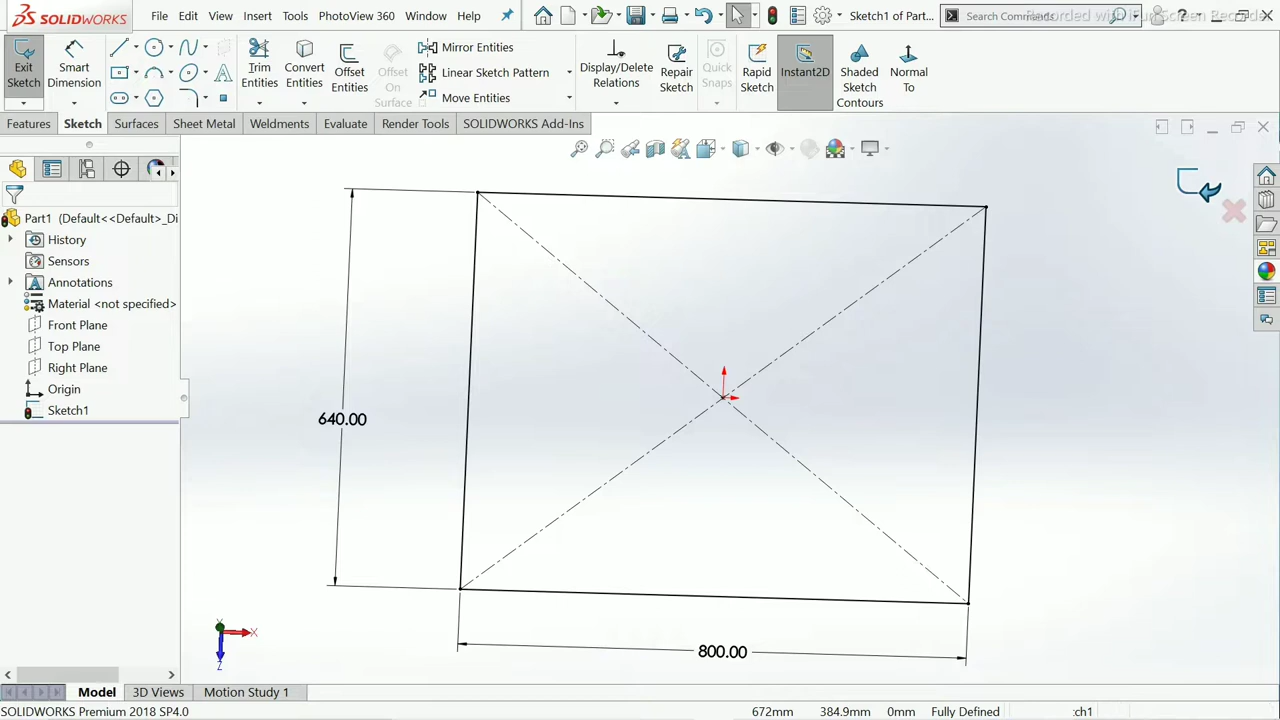 SOLIDWORKS
File Edit View Insert Tools PhotoView 360 Window Help
Sketch1 of Part...
Search Commands
Exit Sketch
Smart Dimension
Trim Entities
Convert Entities
Offset Entities
Offset On Surface
Mirror Entities
Linear Sketch Pattern
Move Entities
Display/Delete Relations
Repair Sketch
Quick Snaps
Rapid Sketch
Instant2D
Shaded Sketch Contours
Normal To
Features Sketch Surfaces Sheet Metal Weldments Evaluate Render Tools SOLIDWORKS Add-Ins
Part1 (Default<<Default>_Di
History
Sensors
Annotations
Material <not specified>
Front Plane
Top Plane
Right Plane
Origin
Sketch1
640.00
800.00
X
Z
Model 3D Views Motion Study 1
SOLIDWORKS Premium 2018 SP4.0
672mm 384.9mm 0mm Fully Defined :ch1